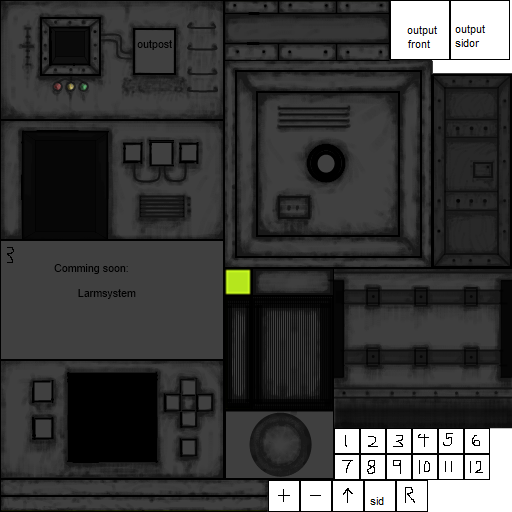 outpost
output
front
output
sidor
3
Comming soon:
Larmsystem
1 2 3 4 5 6
7 8 9 10 11 12
+ - ↑ sid R